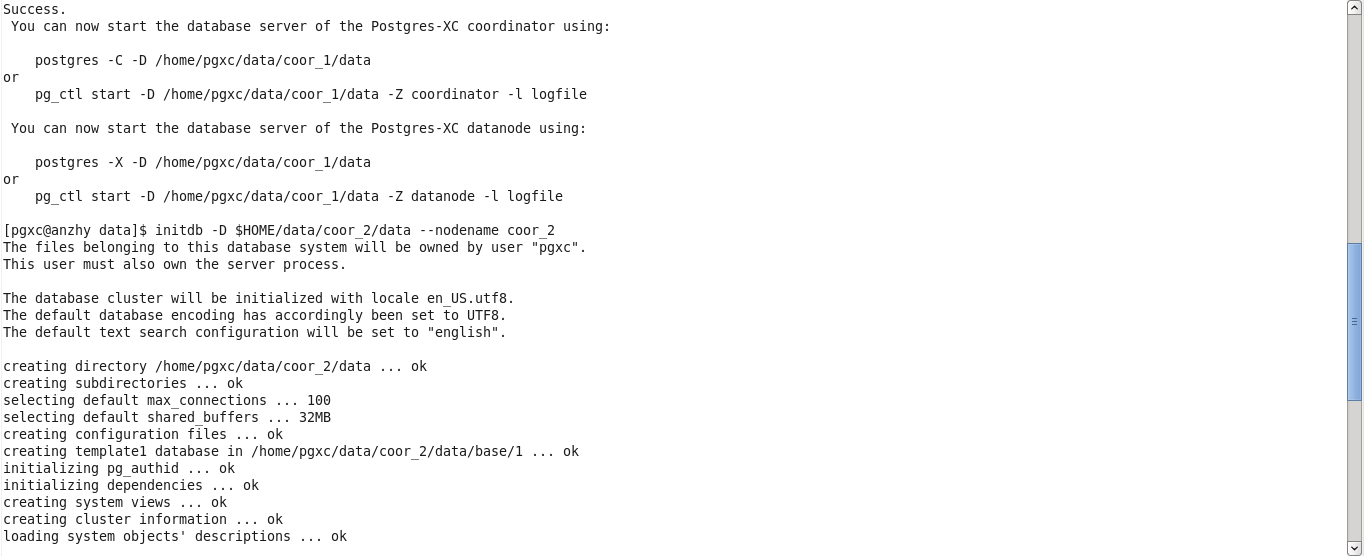 Success.
 You can now start the database server of the Postgres-XC coordinator using:

    postgres -C -D /home/pgxc/data/coor_1/data
or
    pg_ctl start -D /home/pgxc/data/coor_1/data -Z coordinator -l logfile

 You can now start the database server of the Postgres-XC datanode using:

    postgres -X -D /home/pgxc/data/coor_1/data
or
    pg_ctl start -D /home/pgxc/data/coor_1/data -Z datanode -l logfile

[pgxc@anzhy data]$ initdb -D $HOME/data/coor_2/data --nodename coor_2
The files belonging to this database system will be owned by user "pgxc".
This user must also own the server process.

The database cluster will be initialized with locale en_US.utf8.
The default database encoding has accordingly been set to UTF8.
The default text search configuration will be set to "english".

creating directory /home/pgxc/data/coor_2/data ... ok
creating subdirectories ... ok
selecting default max_connections ... 100
selecting default shared_buffers ... 32MB
creating configuration files ... ok
creating template1 database in /home/pgxc/data/coor_2/data/base/1 ... ok
initializing pg_authid ... ok
initializing dependencies ... ok
creating system views ... ok
creating cluster information ... ok
loading system objects' descriptions ... ok